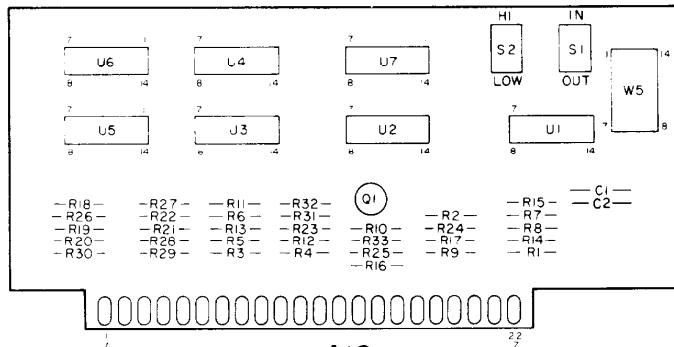 HI IN
7 1 7 1 7 S2 S1 1 14
U6 U4 U7 W5
8 14 8 14 8 14 LOW OUT
7 1 7 1 7 7 7 8
U5 U3 U2 U1
8 14 8 14 8 14 8 14
Q1 C1
R18 R27 R11 R32 R15 C2
R26 R22 R6 R31 R2 R7
R19 R21 R13 R23 R10 R24 R8
R20 R28 R5 R12 R33 R17 R14
R30 R29 R3 R4 R25 R9 R1
R16
1 22
Z